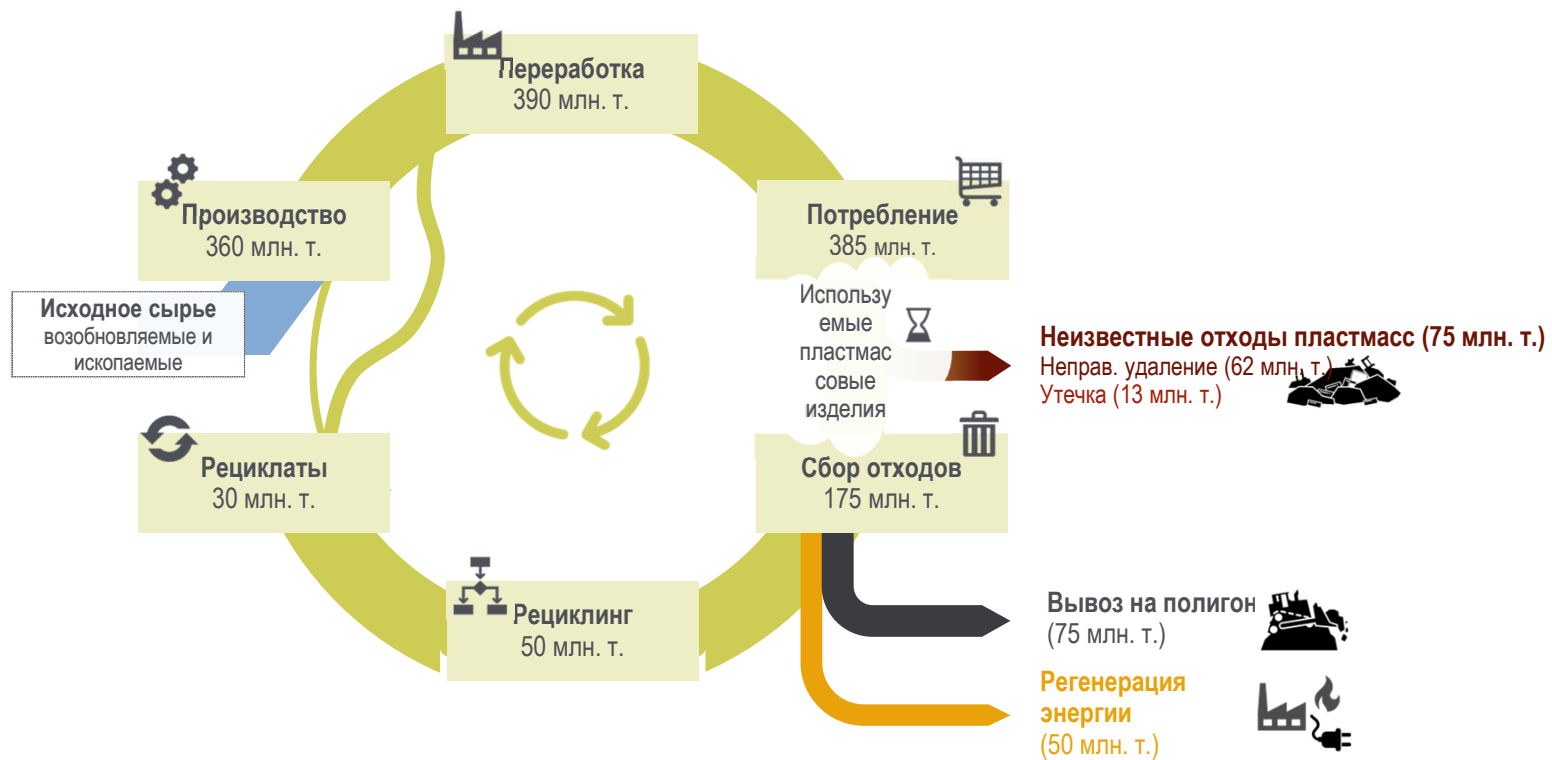 Переработка
390 млн. т.
Производство
360 млн. т.
Потребление
385 млн. т.
Исходное сырье
возобновляемые и
ископаемые
Использу
емые
пластмас
совые
изделия
Неизвестные отходы пластмасс (75 млн. т.)
Неправ. удаление (62 млн. т.)
Утечка (13 млн. т.)
Рециклаты
30 млн. т.
Сбор отходов
175 млн. т.
Рециклинг
50 млн. т.
Вывоз на полигон
(75 млн. т.)
Регенерация
энергии
(50 млн. т.)